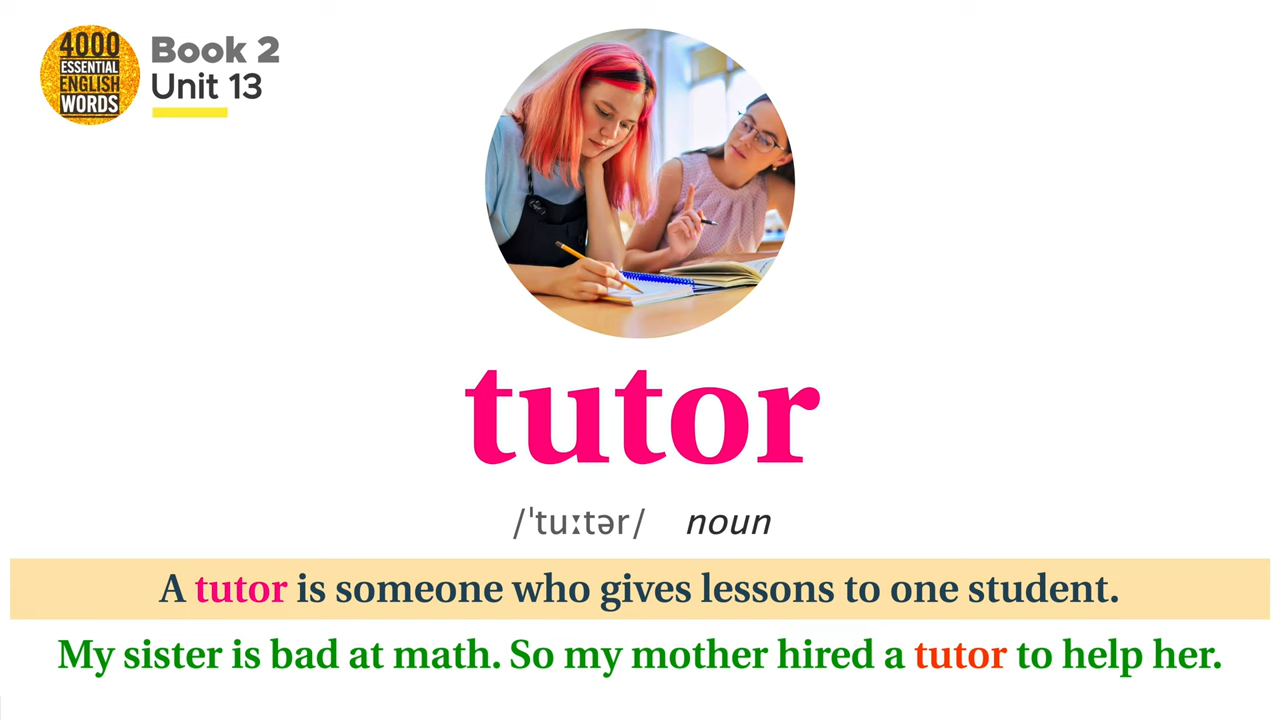 4000
ESSENTIAL
ENGLISH
WORDS
Book 2
Unit 13
tutor
/ˈtuːtər/ noun
A tutor is someone who gives lessons to one student.
My sister is bad at math. So my mother hired a tutor to help her.